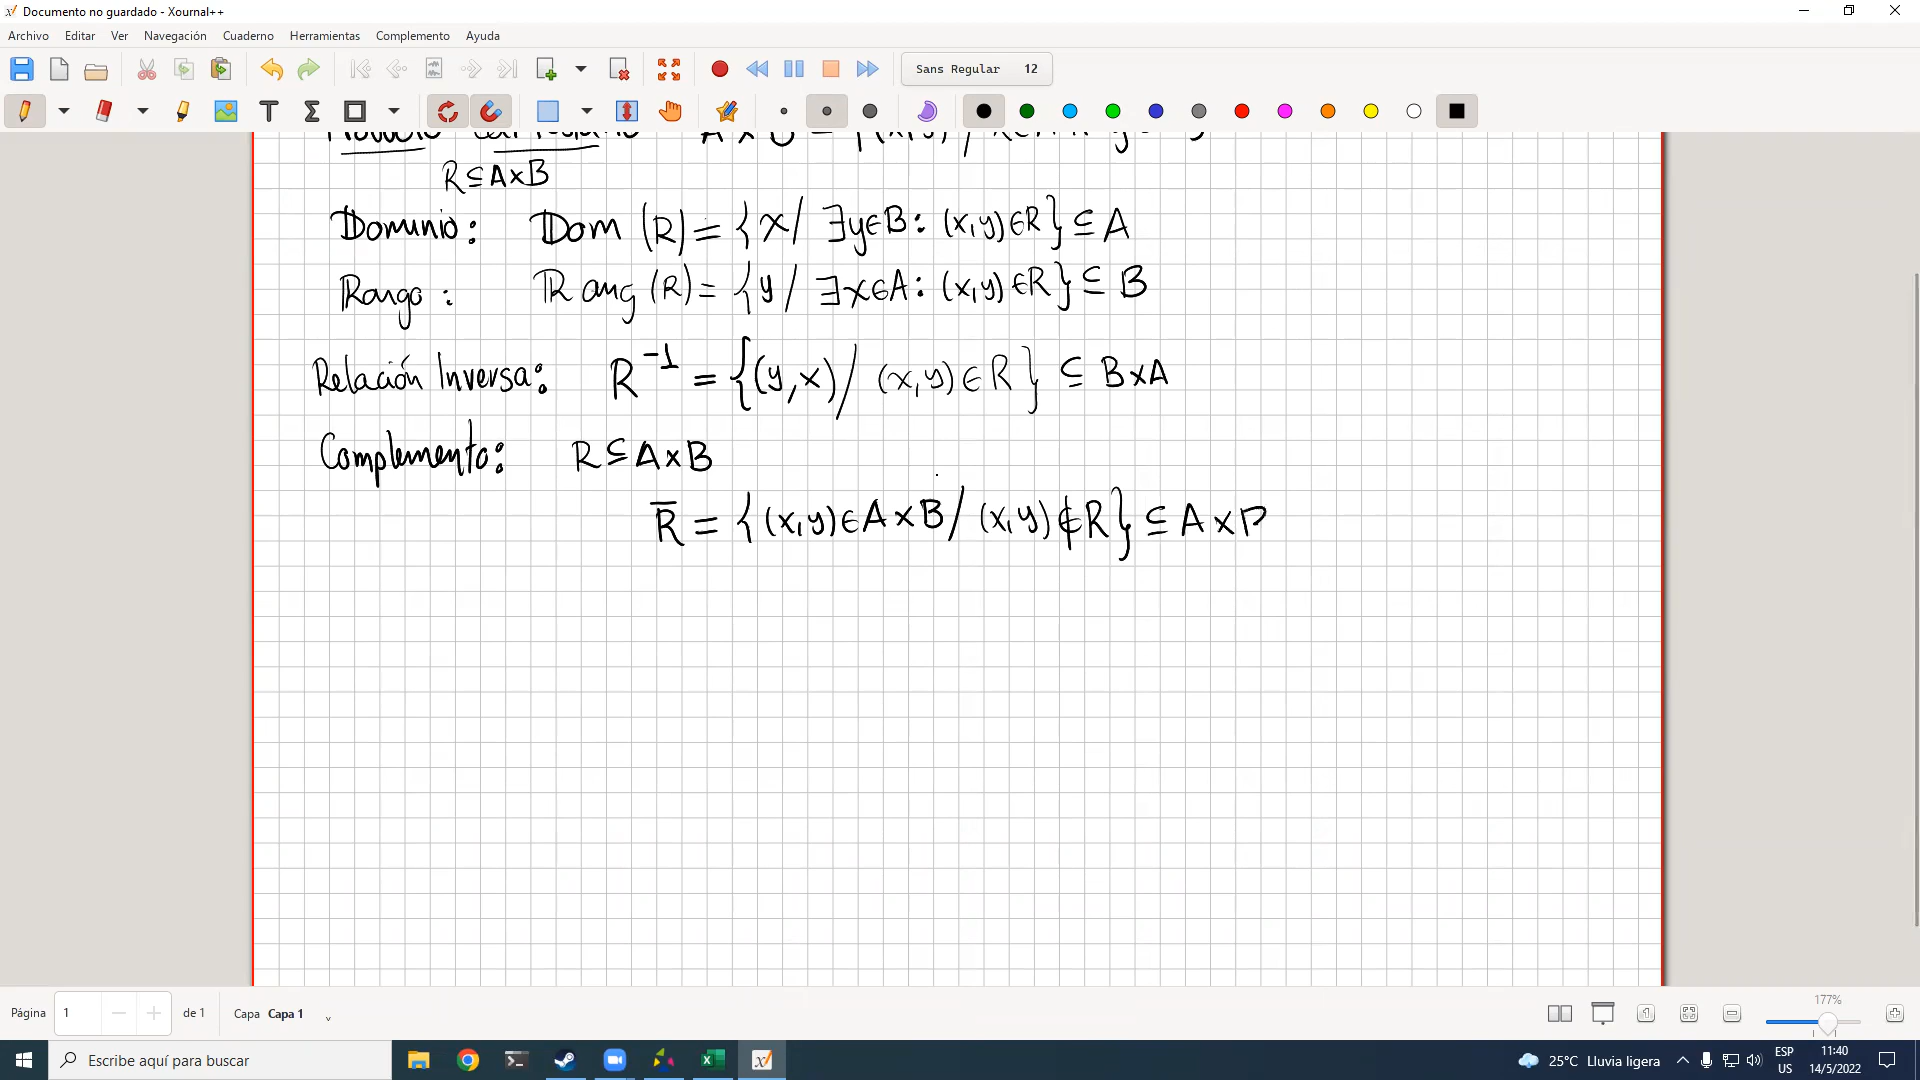 Documento no guardado - Xournal++
Archivo Editar Ver Navegación Cuaderno Herramientas Complemento Ayuda
Sans Regular 12
R⊆A×B
Dominio: Dom (R) = {x/ ∃y∈B: (x,y)∈R} ⊆ A
Rango: Rang (R) = {y/ ∃x∈A: (x,y)∈R} ⊆ B
Relación Inversa: R⁻¹ = {(y,x)/ (x,y)∈R} ⊆ B×A
Complemento: R⊆A×B
R̅ = {(x,y)∈A×B/ (x,y)∉R} ⊆ A×P
Página 1 de 1 Capa Capa 1 177%
Escribe aquí para buscar 25°C Lluvia ligera ESP US 11:40 14/5/2022